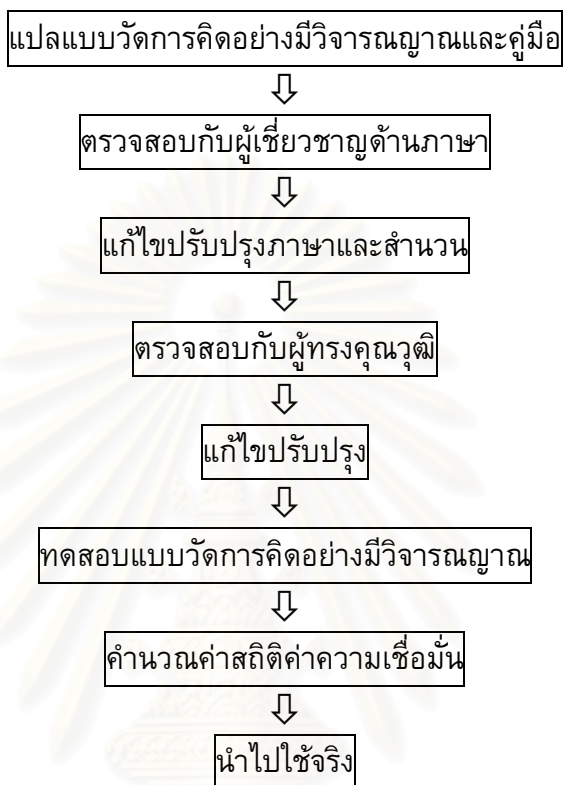 แปลแบบวัดการคิดอย่างมีวิจารณญาณและคู่มือ
ตรวจสอบกับผู้เชี่ยวชาญด้านภาษา
แก้ไขปรับปรุงภาษาและสำนวน
ตรวจสอบกับผู้ทรงคุณวุฒิ
แก้ไขปรับปรุง
ทดสอบแบบวัดการคิดอย่างมีวิจารณญาณ
คำนวณค่าสถิติค่าความเชื่อมั่น
นำไปใช้จริง